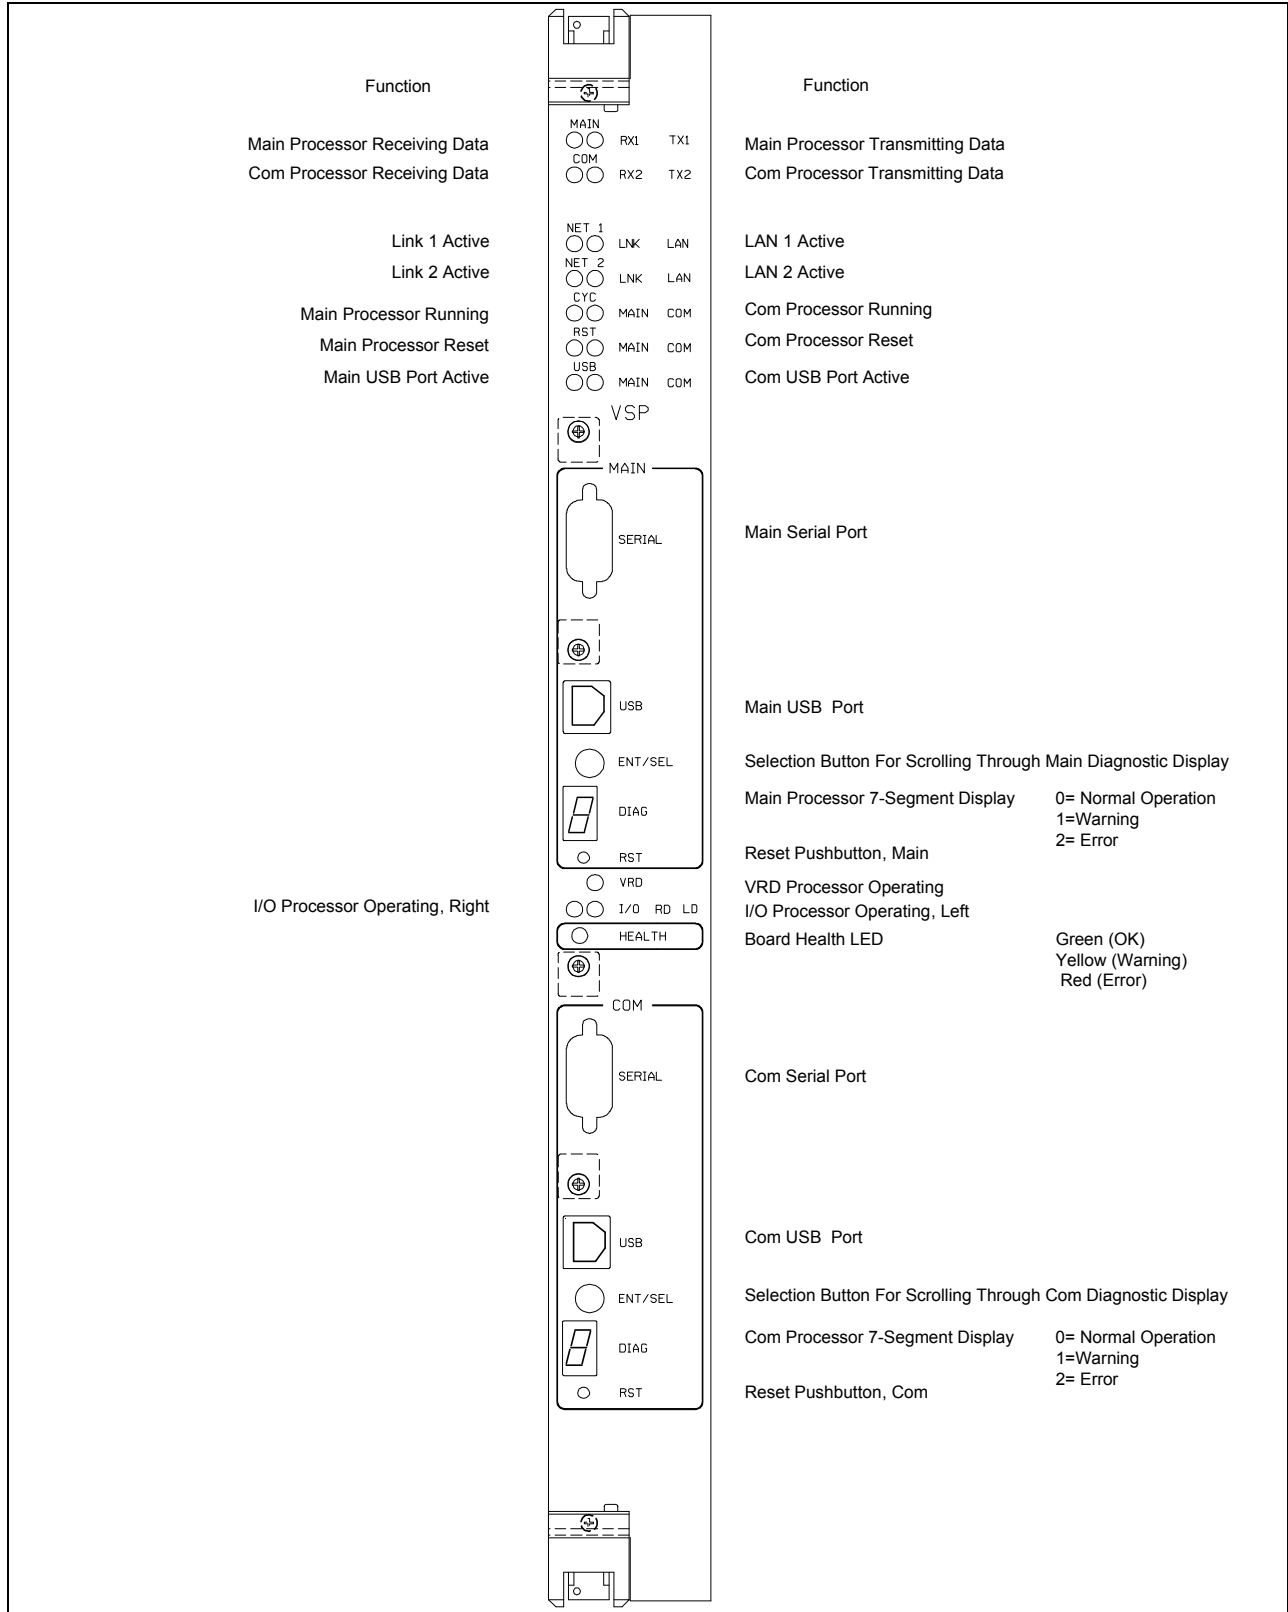 Function
Function
MAIN
Main Processor Receiving Data
RX1 TX1
Main Processor Transmitting Data
COM
Com Processor Receiving Data
RX2 TX2
Com Processor Transmitting Data
NET 1
Link 1 Active
LNK LAN
LAN 1 Active
NET 2
Link 2 Active
LNK LAN
LAN 2 Active
CYC
Main Processor Running
MAIN COM
Com Processor Running
RST
Main Processor Reset
MAIN COM
Com Processor Reset
USB
Main USB Port Active
MAIN COM
Com USB Port Active
VSP
MAIN
SERIAL
Main Serial Port
USB
Main USB Port
ENT/SEL
Selection Button For Scrolling Through Main Diagnostic Display
DIAG
Main Processor 7-Segment Display
0= Normal Operation
1=Warning
2= Error
RST
Reset Pushbutton, Main
VRD
VRD Processor Operating
I/O Processor Operating, Right
I/O RD LD
I/O Processor Operating, Left
HEALTH
Board Health LED
Green (OK)
Yellow (Warning)
Red (Error)
COM
SERIAL
Com Serial Port
USB
Com USB Port
ENT/SEL
Selection Button For Scrolling Through Com Diagnostic Display
DIAG
Com Processor 7-Segment Display
0= Normal Operation
1=Warning
2= Error
RST
Reset Pushbutton, Com